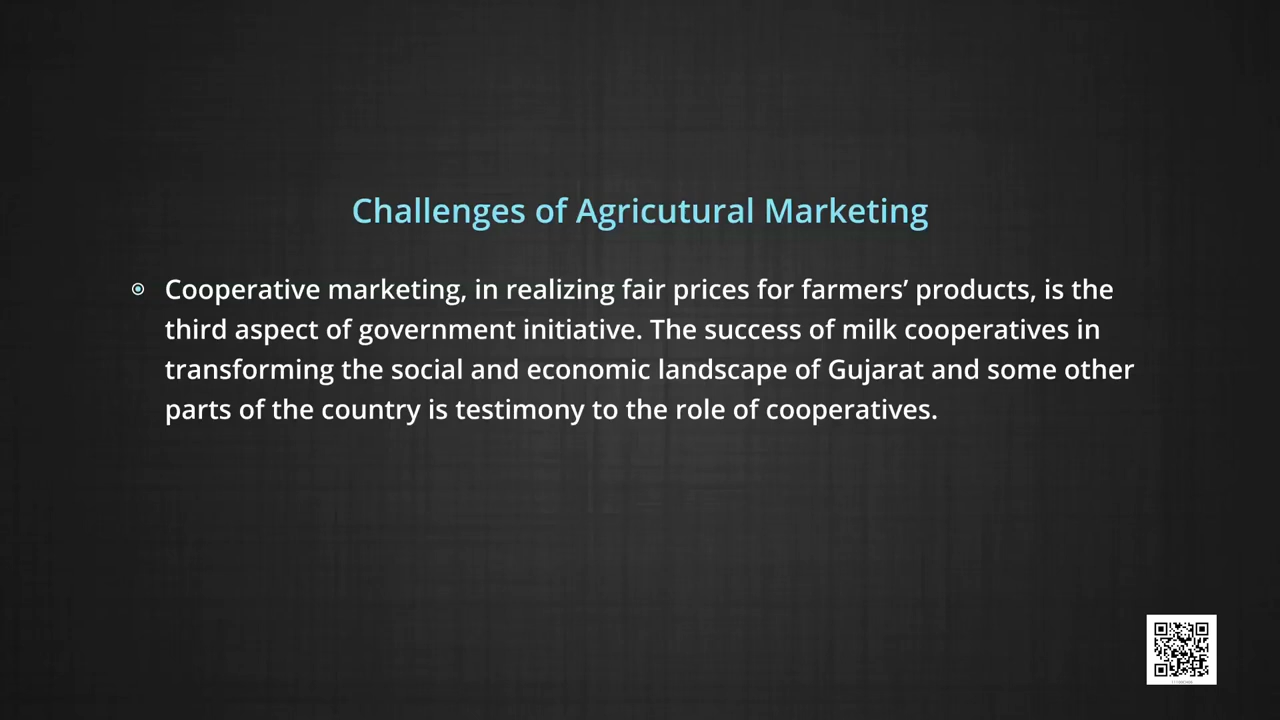 Challenges of Agricutural Marketing
Cooperative marketing, in realizing fair prices for farmers’ products, is the
third aspect of government initiative. The success of milk cooperatives in
transforming the social and economic landscape of Gujarat and some other
parts of the country is testimony to the role of cooperatives.